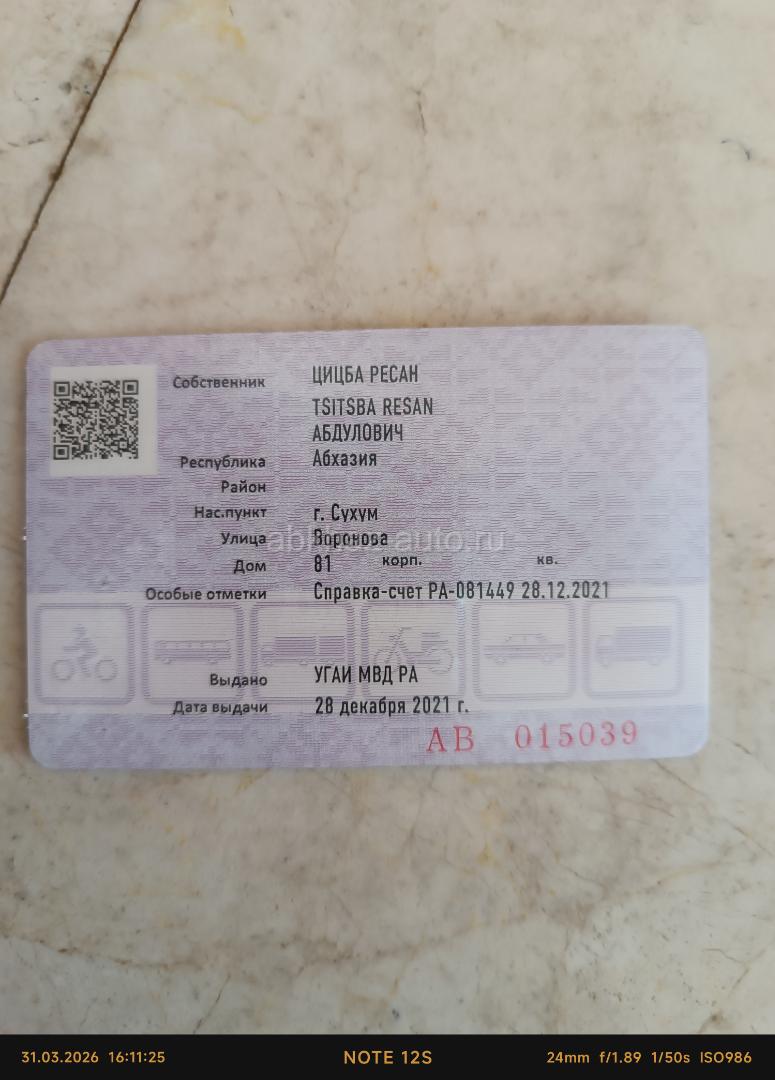 Собственник ЦИЦБА РЕСАН
TSITSBA RESAN
АБДУЛОВИЧ
Республика Абхазия
Район
Нас.пункт г. Сухум
Улица Воронова
Дом 81 корп. кв.
Особые отметки Справка-счет РА-081449 28.12.2021
Выдано УГАИ МВД РА
Дата выдачи 28 декабря 2021 г.
АВ 015039
31.03.2026 16:11:25 NOTE 12S 24mm f/1.89 1/50s ISO986